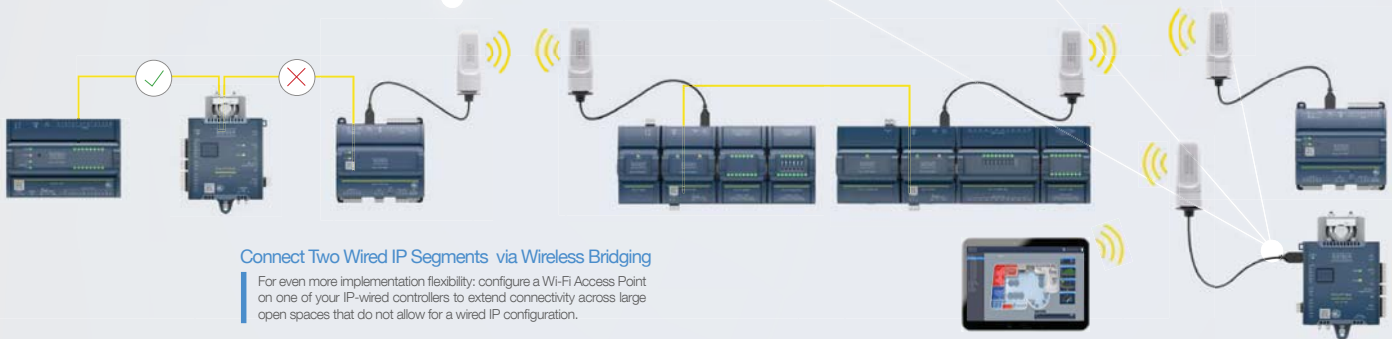 Connect Two Wired IP Segments via Wireless Bridging
For even more implementation flexibility: configure a Wi-Fi Access Point
on one of your IP-wired controllers to extend connectivity across large
open spaces that do not allow for a wired IP configuration.